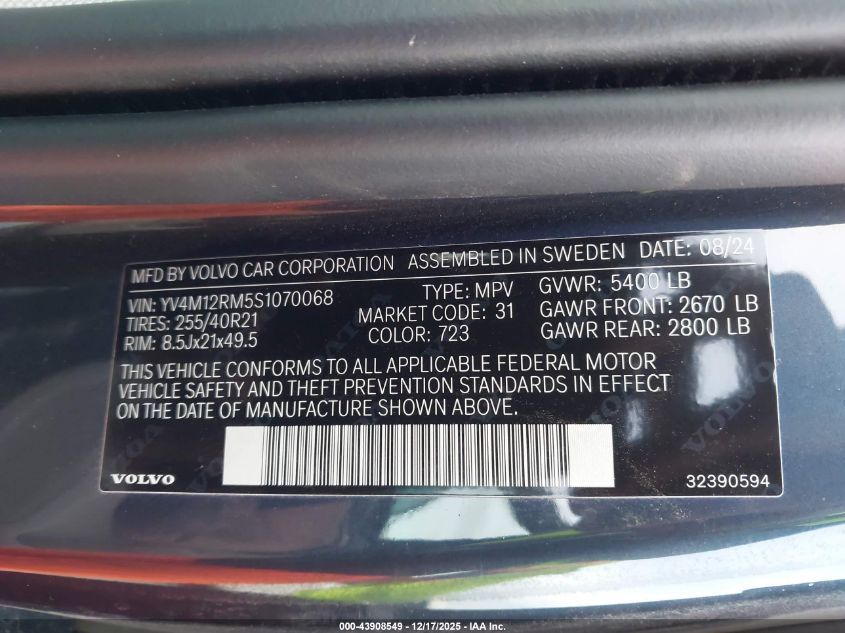 MFD BY VOLVO CAR CORPORATION ASSEMBLED IN SWEDEN DATE: 08/24
VIN: YV4M12RM5S1070068 TYPE: MPV GVWR: 5400 LB
TIRES: 255/40R21 MARKET CODE: 31 GAWR FRONT: 2670 LB
RIM: 8.5Jx21x49.5 COLOR: 723 GAWR REAR: 2800 LB
THIS VEHICLE CONFORMS TO ALL APPLICABLE FEDERAL MOTOR
VEHICLE SAFETY AND THEFT PREVENTION STANDARDS IN EFFECT
ON THE DATE OF MANUFACTURE SHOWN ABOVE.
VOLVO 32390594
000-43908549 - 12/17/2025 - IAA Inc.